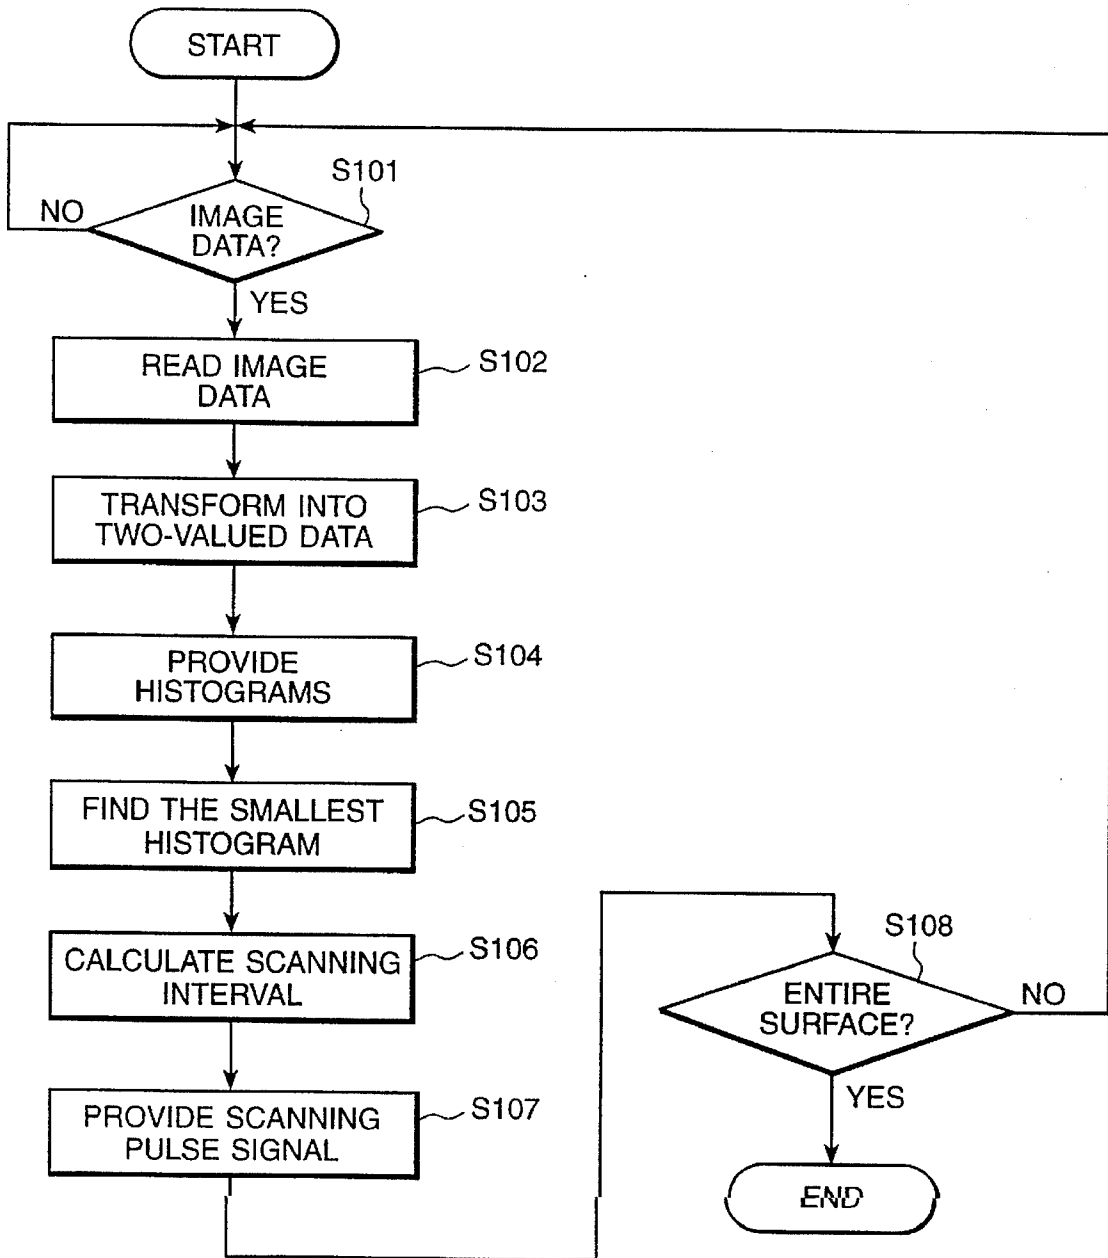 START
S101
NO
IMAGE
DATA?
YES
READ IMAGE
DATA
S102
TRANSFORM INTO
TWO-VALUED DATA
S103
PROVIDE
HISTOGRAMS
S104
FIND THE SMALLEST
HISTOGRAM
S105
CALCULATE SCANNING
INTERVAL
S106
PROVIDE SCANNING
PULSE SIGNAL
S107
S108
ENTIRE
SURFACE?
NO
YES
END